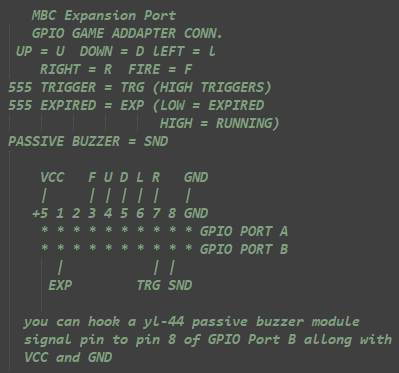 MBC Expansion Port
GPIO GAME ADDAPTER CONN.
UP = U DOWN = D lEFT = l
RIGHT = R FIRE = F
555 TRIGGER = TRG (HIGH TRIGGERS)
555 EXPIRED = EXP (LOW = EXPIRED
HIGH = RUNNING)
PASSIVE BUZZER = SND
VCC F U D L R GND
| | | | | | |
+5 1 2 3 4 5 6 7 8 GND
* * * * * * * * * * GPIO PORT A
* * * * * * * * * * GPIO PORT B
| | |
EXP TRG SND
you can hook a yl-44 passive buzzer module
signal pin to pin 8 of GPIO Port B allong with
VCC and GND